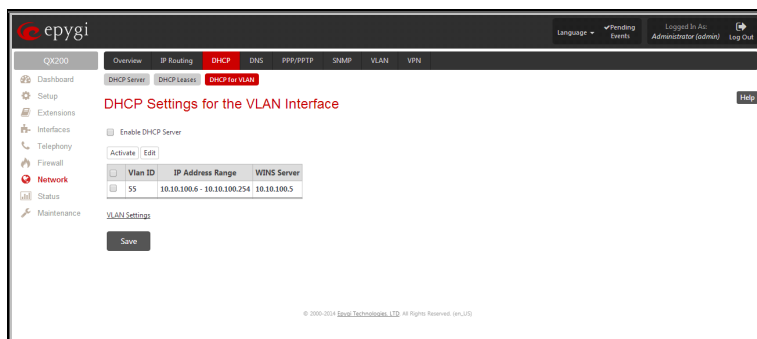 epygi
Language
Pending Events
Logged In As:
Administrator (admin)
Log Out
QX200
Overview IP Routing DHCP DNS PPP/PPTP SNMP VLAN VPN
Dashboard
Setup
Extensions
Interfaces
Telephony
Firewall
Network
Status
Maintenance
DHCP Server DHCP Leases DHCP for VLAN
DHCP Settings for the VLAN Interface
Help
Enable DHCP Server
Activate Edit
Vlan ID IP Address Range WINS Server
55 10.10.100.6 - 10.10.100.254 10.10.100.5
VLAN Settings
Save
© 2000-2014 Epygi Technologies, LTD. All Rights Reserved. (en_US)